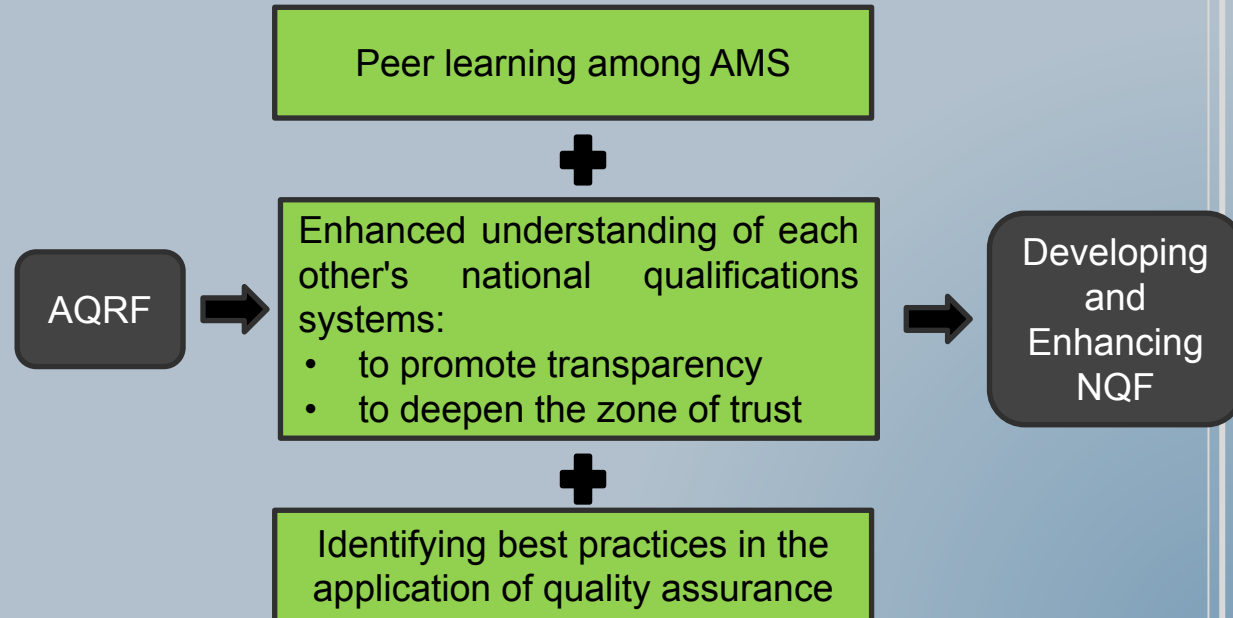 Peer learning among AMS
AQRF
Enhanced understanding of each
other's national qualifications
systems:
• to promote transparency
• to deepen the zone of trust
Developing
and
Enhancing
NQF
Identifying best practices in the
application of quality assurance